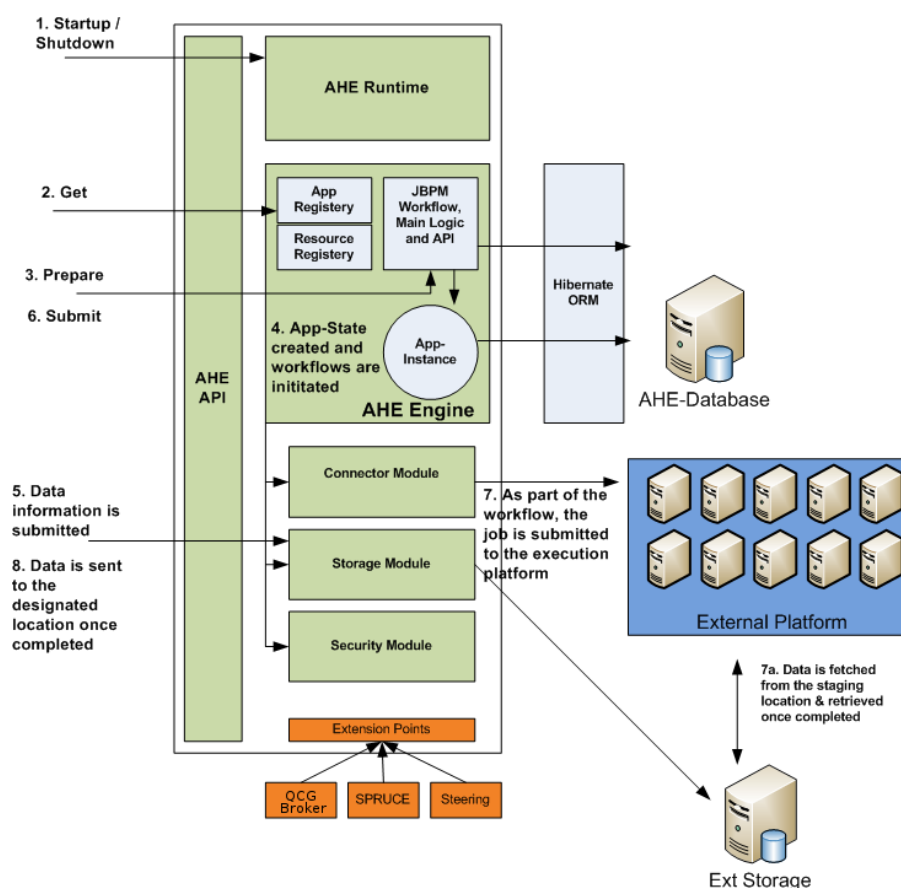 1. Startup /
Shutdown
AHE Runtime
2. Get
App
Registery
Resource
Registery
JBPM
Workflow,
Main Logic
and API
3. Prepare
6. Submit
4. App-State
created and
workflows are
inititated
App-
Instance
AHE Engine
Hibernate
ORM
AHE-Database
AHE
API
Connector Module
5. Data
information is
submitted
7. As part of the
workflow, the
job is submitted
to the execution
platform
8. Data is sent
to the
designated
location once
completed
Storage Module
Security Module
External Platform
7a. Data is fetched
from the staging
location & retrieved
once completed
Extension Points
QCG
Broker
SPRUCE
Steering
Ext Storage